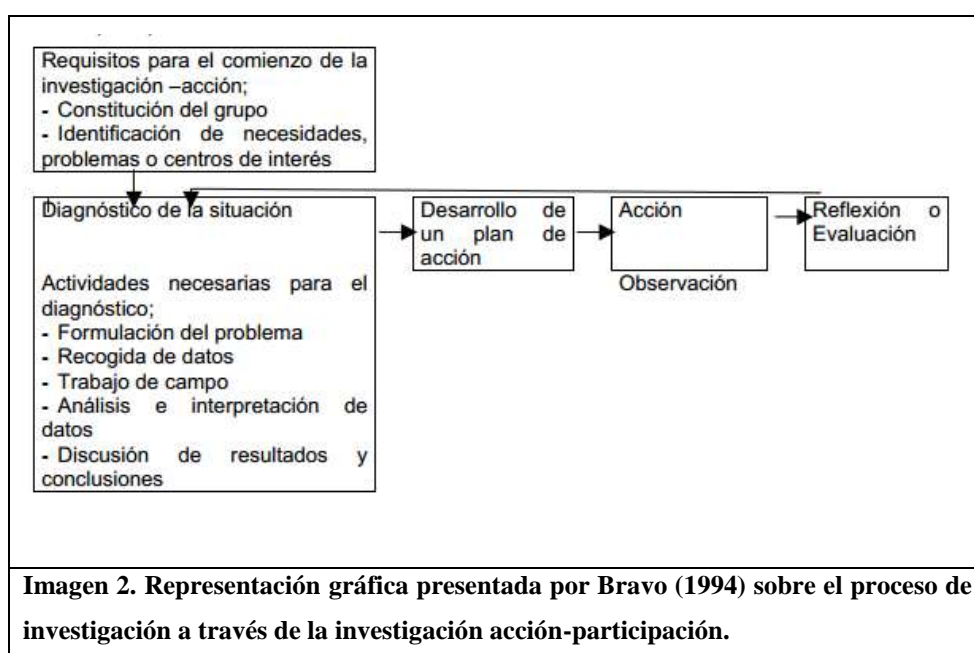 Requisitos para el comienzo de la
investigación –acción;
- Constitución del grupo
- Identificación de necesidades,
problemas o centros de interés
Diagnóstico de la situación
Actividades necesarias para el
diagnóstico;
- Formulación del problema
- Recogida de datos
- Trabajo de campo
- Análisis e interpretación de
datos
- Discusión de resultados y
conclusiones
Desarrollo de
un plan de
acción
Acción
Observación
Reflexión o
Evaluación
Imagen 2. Representación gráfica presentada por Bravo (1994) sobre el proceso de
investigación a través de la investigación acción-participación.